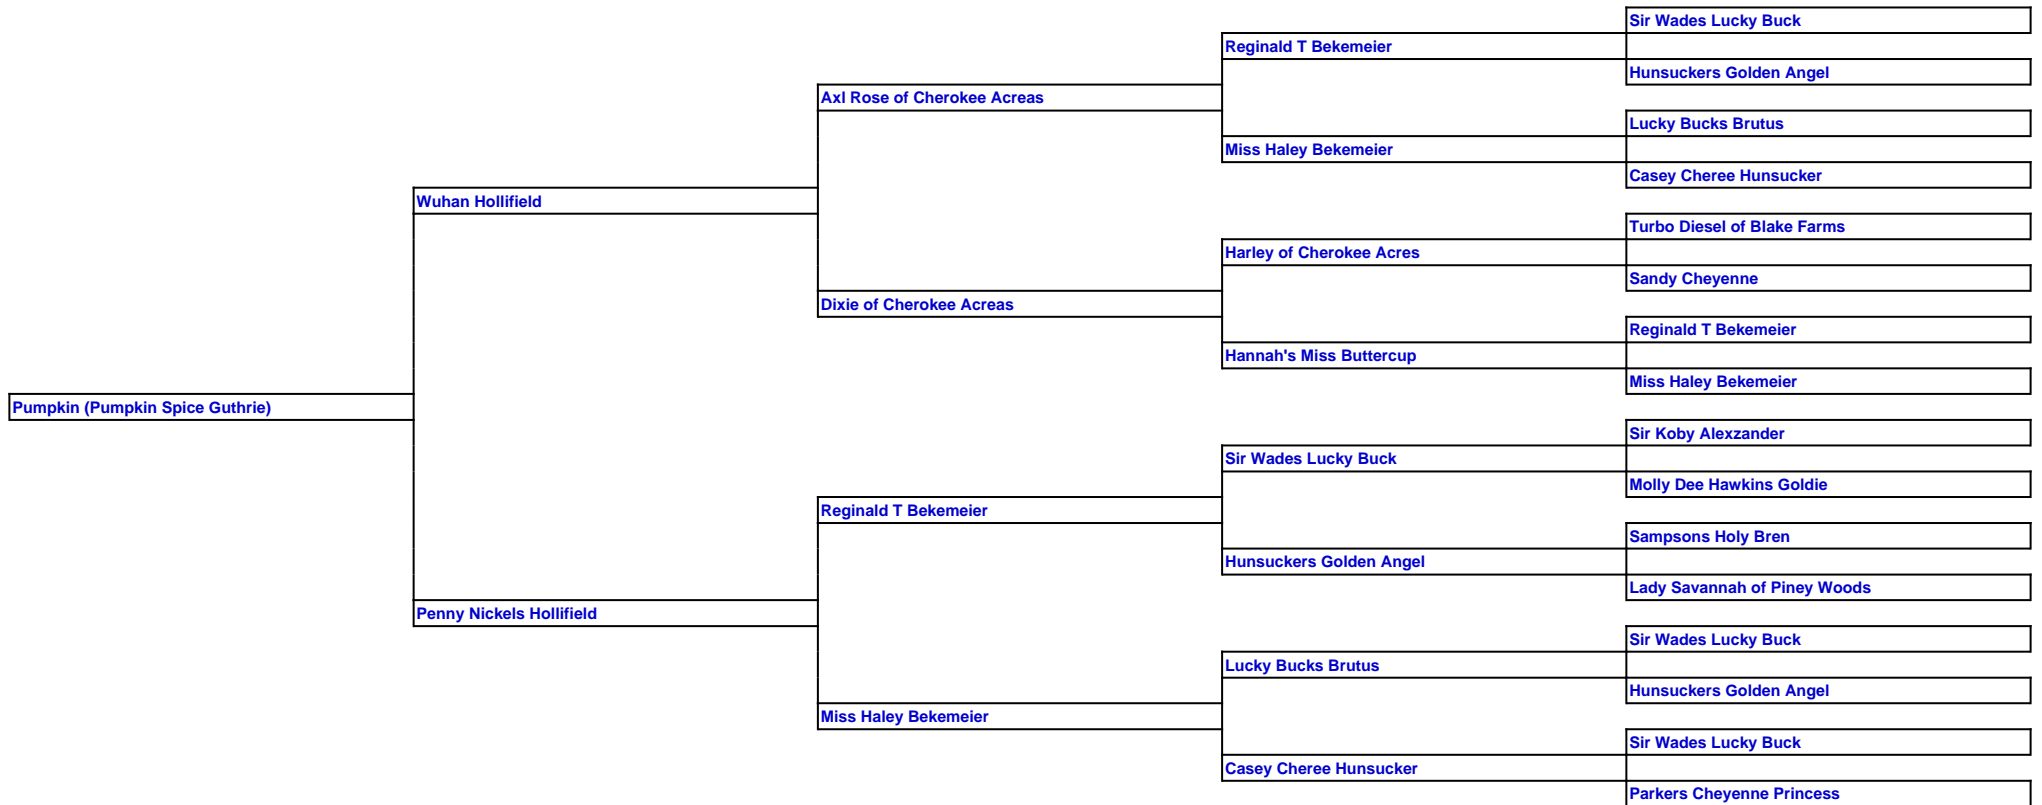 Sir Wades Lucky Buck
Reginald T Bekemeier
Hunsuckers Golden Angel
Axl Rose of Cherokee Acreas
Lucky Bucks Brutus
Miss Haley Bekemeier
Casey Cheree Hunsucker
Wuhan Hollifield
Turbo Diesel of Blake Farms
Harley of Cherokee Acres
Sandy Cheyenne
Dixie of Cherokee Acreas
Reginald T Bekemeier
Hannah's Miss Buttercup
Miss Haley Bekemeier
Pumpkin (Pumpkin Spice Guthrie)
Sir Koby Alexzander
Sir Wades Lucky Buck
Molly Dee Hawkins Goldie
Reginald T Bekemeier
Sampsons Holy Bren
Hunsuckers Golden Angel
Lady Savannah of Piney Woods
Penny Nickels Hollifield
Sir Wades Lucky Buck
Lucky Bucks Brutus
Hunsuckers Golden Angel
Miss Haley Bekemeier
Sir Wades Lucky Buck
Casey Cheree Hunsucker
Parkers Cheyenne Princess